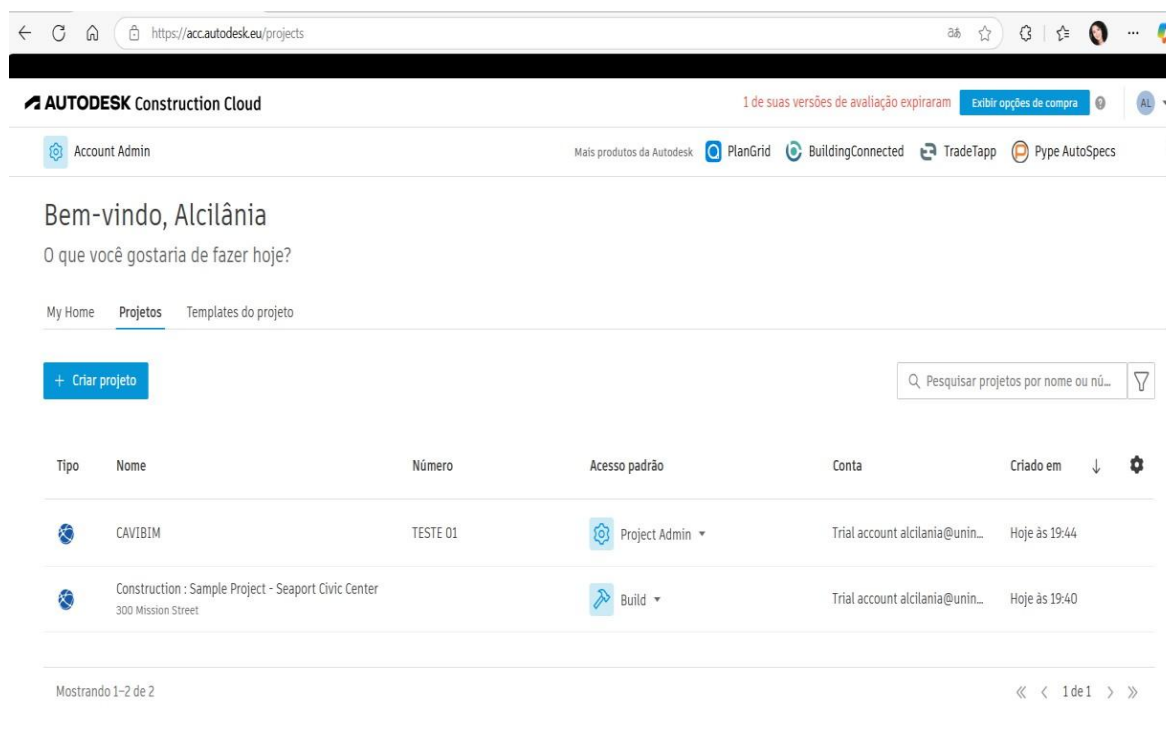 https://acc.autodesk.eu/projects
AUTODESK Construction Cloud
1 de suas versões de avaliação expiraram
Exibir opções de compra
AL
Account Admin
Mais produtos da Autodesk
PlanGrid
BuildingConnected
TradeTapp
Pype AutoSpecs
Bem-vindo, Alcilânia
O que você gostaria de fazer hoje?
My Home Projetos Templates do projeto
+ Criar projeto
Pesquisar projetos por nome ou nú...
Tipo Nome Número Acesso padrão Conta Criado em
CAVIBIM TESTE 01 Project Admin Trial account alcilania@unin... Hoje às 19:44
Construction : Sample Project - Seaport Civic Center Build Trial account alcilania@unin... Hoje às 19:40
300 Mission Street
Mostrando 1-2 de 2 1 de 1